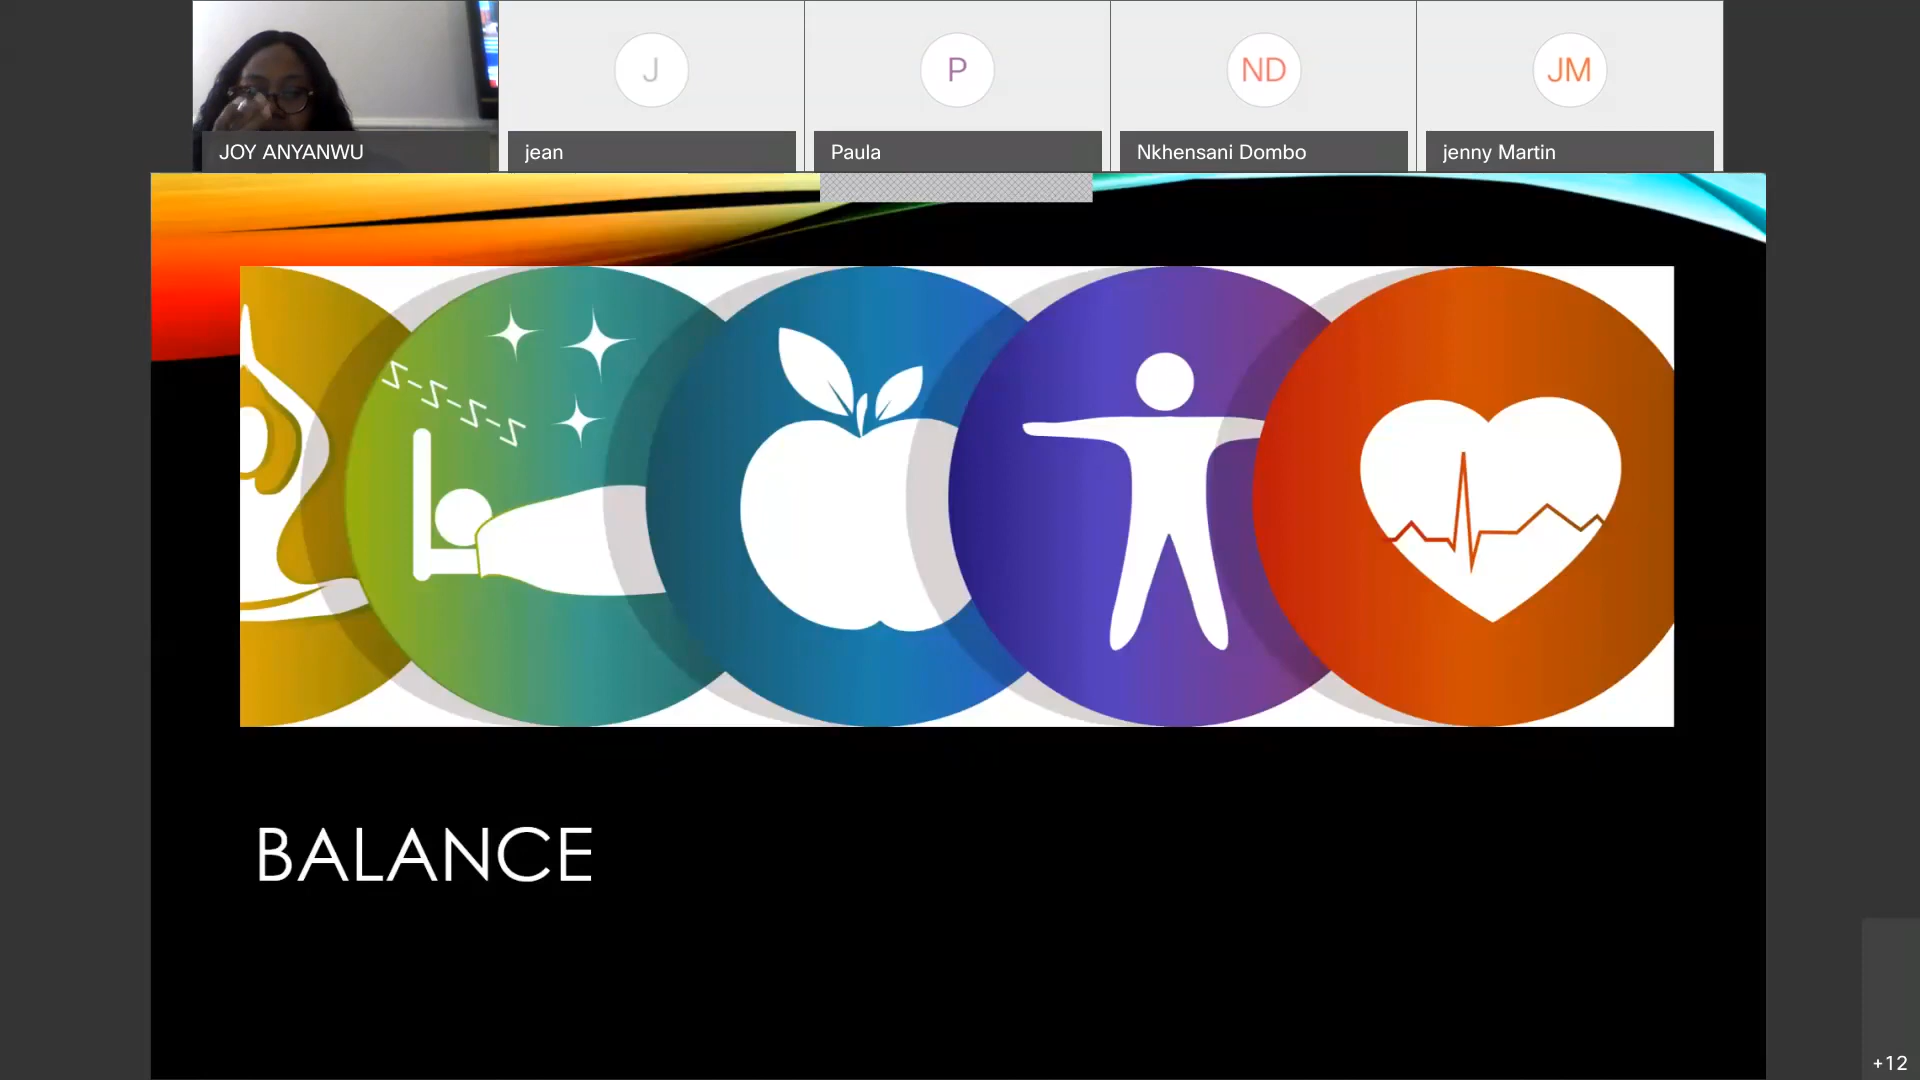 JOY ANYANWU
J
jean
P
Paula
ND
Nkhensani Dombo
JM
jenny Martin
Z-Z-Z-Z
BALANCE
+12